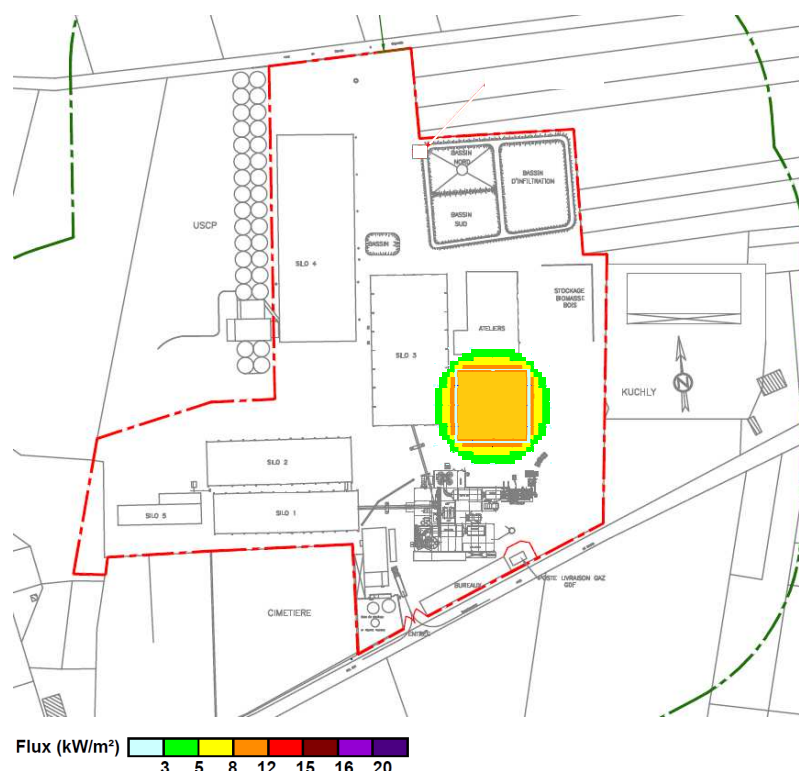 BASSIN
NORD
BASSIN
D'INFILTRATION
BASSIN
SUD
USCP
BASSIN 3
SILO 4
STOCKAGE
BIOMASSE
BOIS
ATELIERS
SILO 3
N
KUCHLY
SILO 2
SILO 5
SILO 1
POSTE LIVRAISON GAZ
GDF
BUREAUX
CIMETIERE
ENTREE
Flux (kW/m²)
3 5 8 12 15 16 20